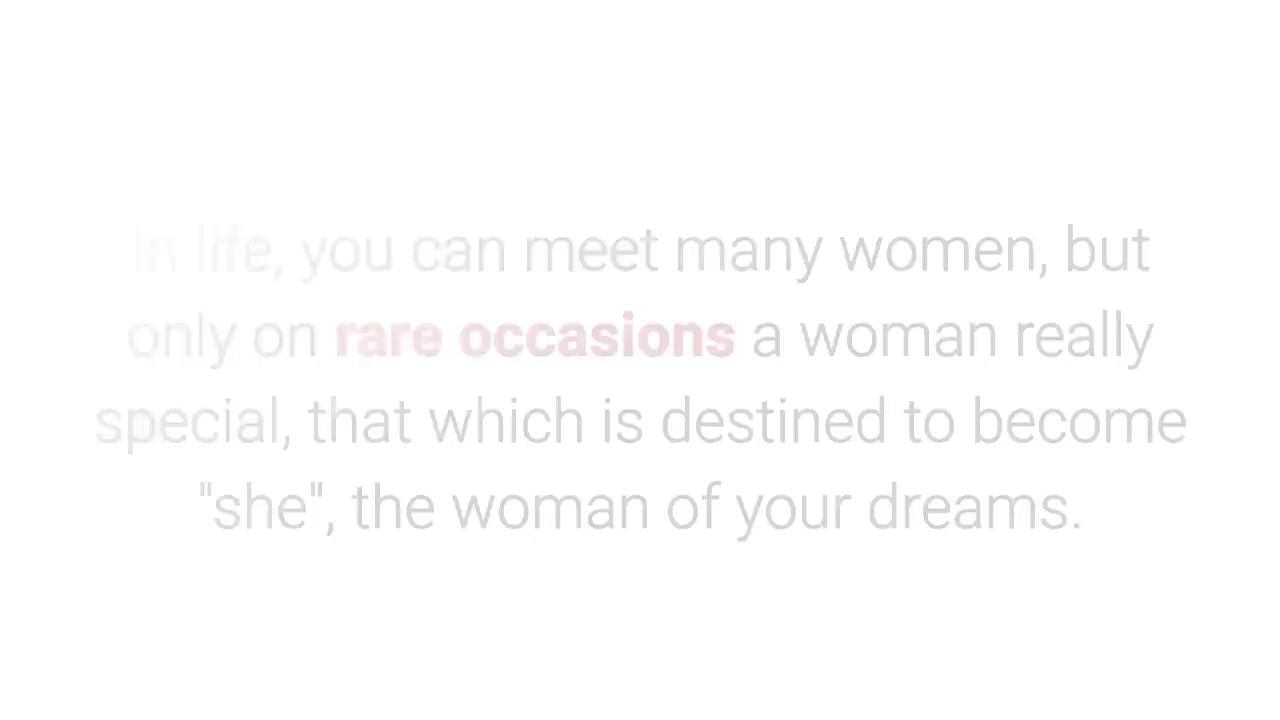 In life, you can meet many women, but
only on rare occasions a woman really
special, that which is destined to become
"she", the woman of your dreams.